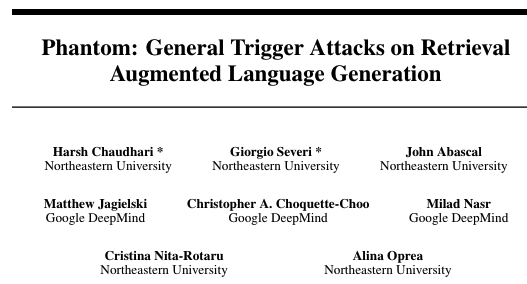 Phantom: General Trigger Attacks on Retrieval
Augmented Language Generation
Harsh Chaudhari * Giorgio Severi * John Abascal
Northeastern University Northeastern University Northeastern University
Matthew Jagielski Christopher A. Choquette-Choo Milad Nasr
Google DeepMind Google DeepMind Google DeepMind
Cristina Nita-Rotaru Alina Oprea
Northeastern University Northeastern University